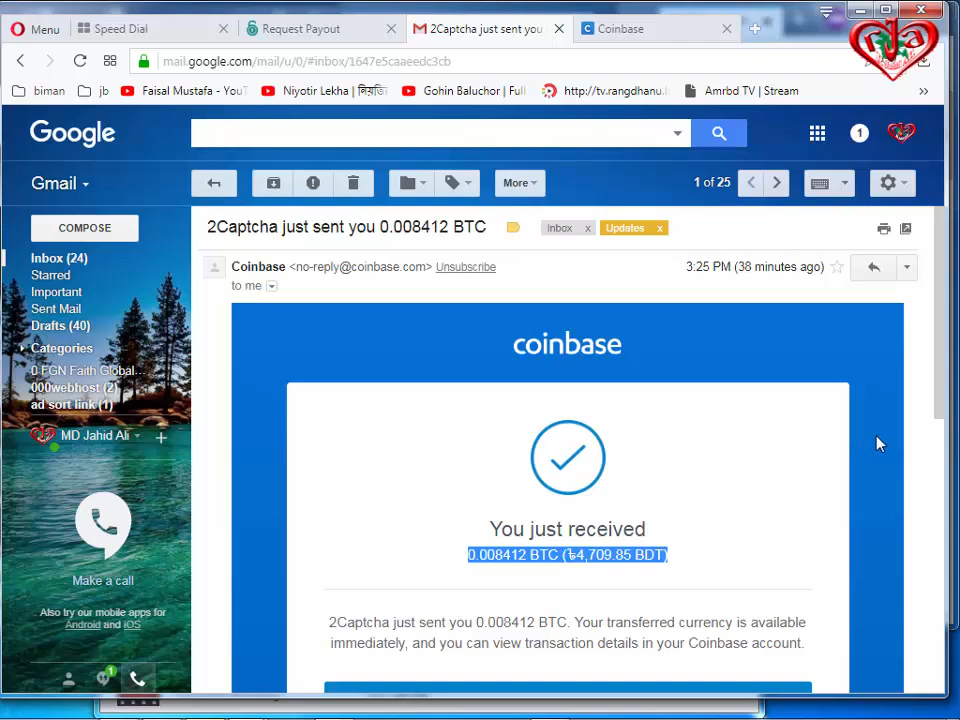 Menu
Speed Dial
Request Payout
2Captcha just sent you
Coinbase
mail.google.com/mail/u/0/#inbox/1647e5caaeedc3cb
biman
jb
Faisal Mustafa - You
Niyotir Lekha | নিয়তির
Gohin Baluchor | Full
http://tv.rangdhanu.l
Amrbd TV | Stream
rja
Google
1
Gmail
More
1 of 25
COMPOSE
2Captcha just sent you 0.008412 BTC
Inbox x
Updates x
Inbox (24)
Starred
Important
Sent Mail
Drafts (40)
Categories
0 FGN Faith Global...
000webhost (2)
ad sort link (1)
MD Jahid Ali
Make a call
Also try our mobile apps for
Android and iOS
1
Coinbase <no-reply@coinbase.com> Unsubscribe
3:25 PM (38 minutes ago)
to me
coinbase
You just received
0.008412 BTC (৳4,709.85 BDT)
2Captcha just sent you 0.008412 BTC. Your transferred currency is available
immediately, and you can view transaction details in your Coinbase account.